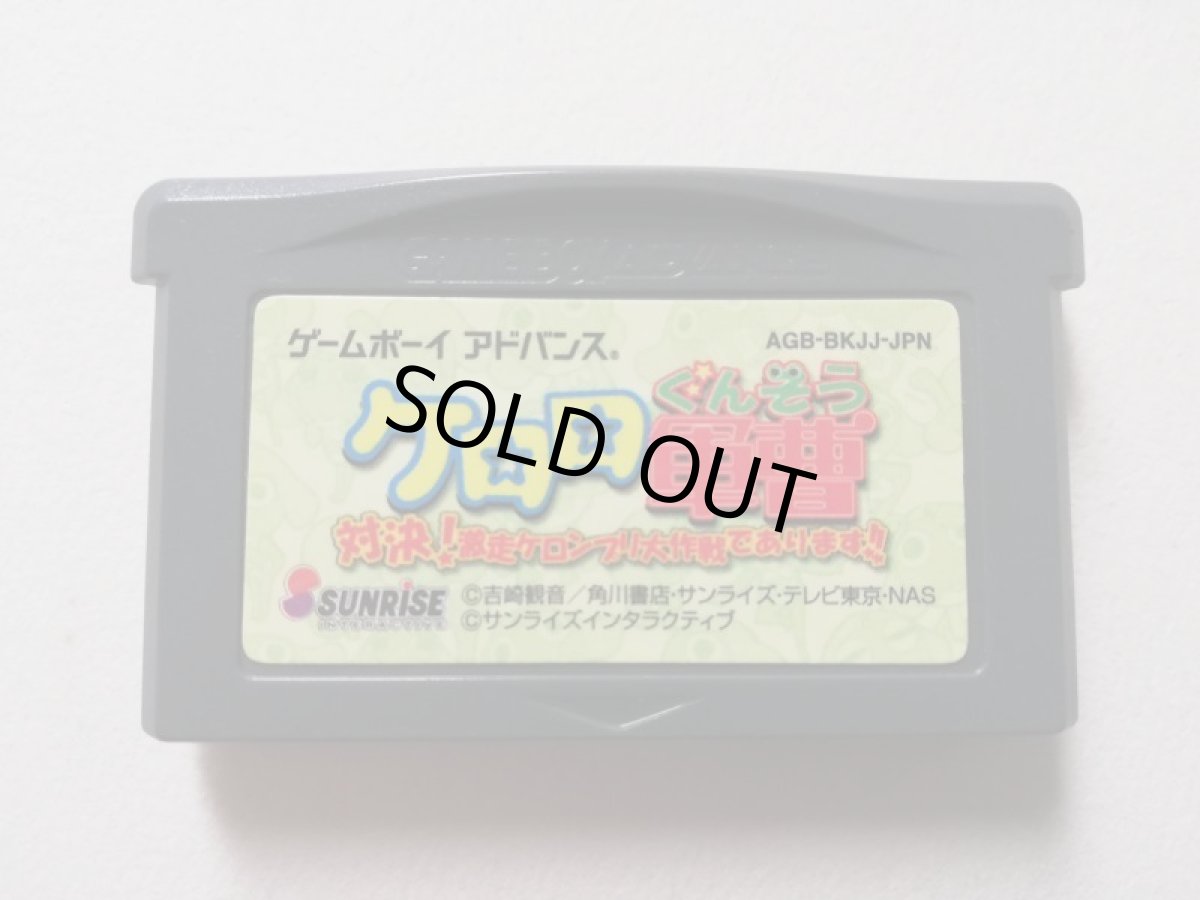 GAME BOY ADVANCE
ゲームボーイ アドバンス® AGB-BKJJ-JPN
ケロロ軍曹
ぐんそう
SOLD OUT
対決!激走ケロンプリ大作戦であります!!
SUNRISE ©吉崎観音／角川書店・サンライズ・テレビ東京・NAS
INTERACTIVE ©サンライズインタラクティブ